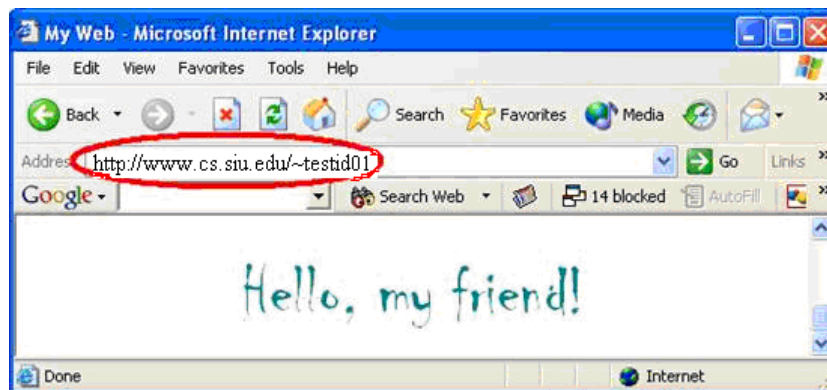 My Web - Microsoft Internet Explorer
File Edit View Favorites Tools Help
Back Search Favorites Media
Address http://www.cs.siu.edu/~testid01 Go Links »
Google Search Web 14 blocked AutoFill »
Hello, my friend!
Done Internet